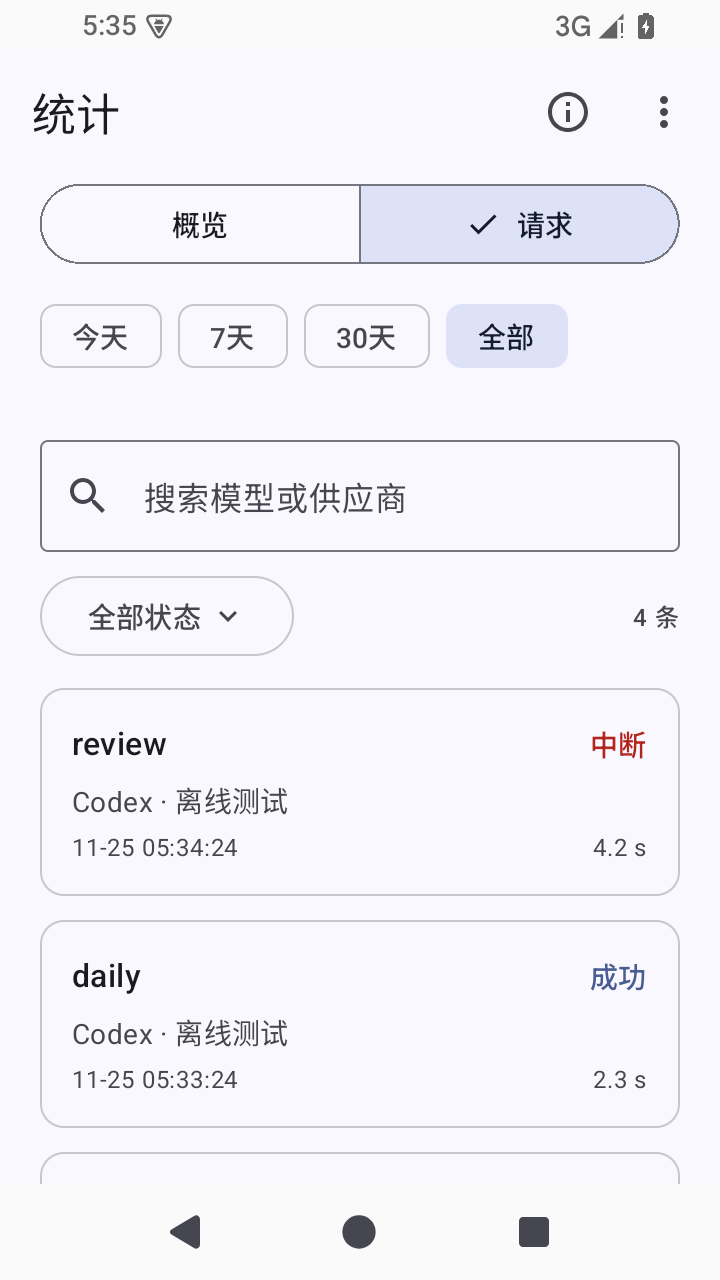 5:35 3G
统计
概览 请求
今天 7天 30天 全部
搜索模型或供应商
全部状态 4 条
review 中断
Codex · 离线测试
11-25 05:34:24 4.2 s
daily 成功
Codex · 离线测试
11-25 05:33:24 2.3 s